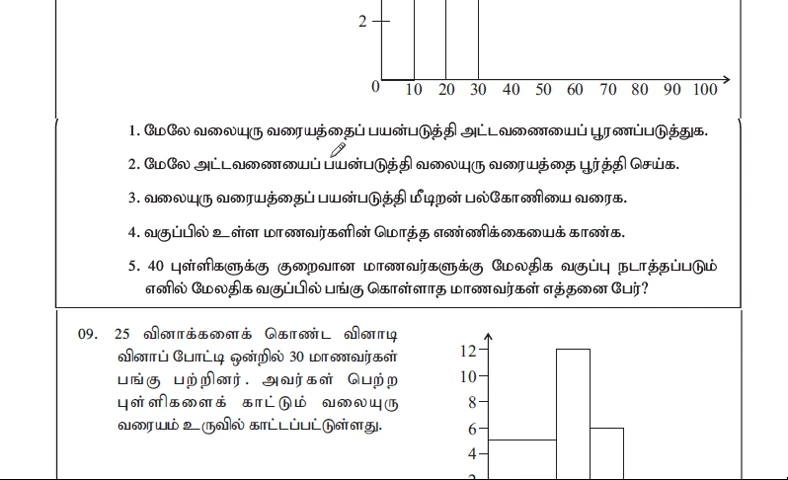 2
0 10 20 30 40 50 60 70 80 90 100
1. மேலே வலையுரு வரையத்தைப் பயன்படுத்தி அட்டவணையைப் பூரணப்படுத்துக.
2. மேலே அட்டவணையைப் பயன்படுத்தி வலையுரு வரையத்தை பூர்த்தி செய்க.
3. வலையுரு வரையத்தைப் பயன்படுத்தி மீடிறன் பல்கோணியை வரைக.
4. வகுப்பில் உள்ள மாணவர்களின் மொத்த எண்ணிக்கையைக் காண்க.
5. 40 புள்ளிகளுக்கு குறைவான மாணவர்களுக்கு மேலதிக வகுப்பு நடாத்தப்படும்
எனில் மேலதிக வகுப்பில் பங்கு கொள்ளாத மாணவர்கள் எத்தனை பேர்?
09. 25 வினாக்களைக் கொண்ட வினாடி
வினாப் போட்டி ஒன்றில் 30 மாணவர்கள்
பங்கு பற்றினர். அவர்கள் பெற்ற
புள்ளிகளைக் காட்டும் வலையுரு
வரையம் உருவில் காட்டப்பட்டுள்ளது.
12
10
8
6
4
2